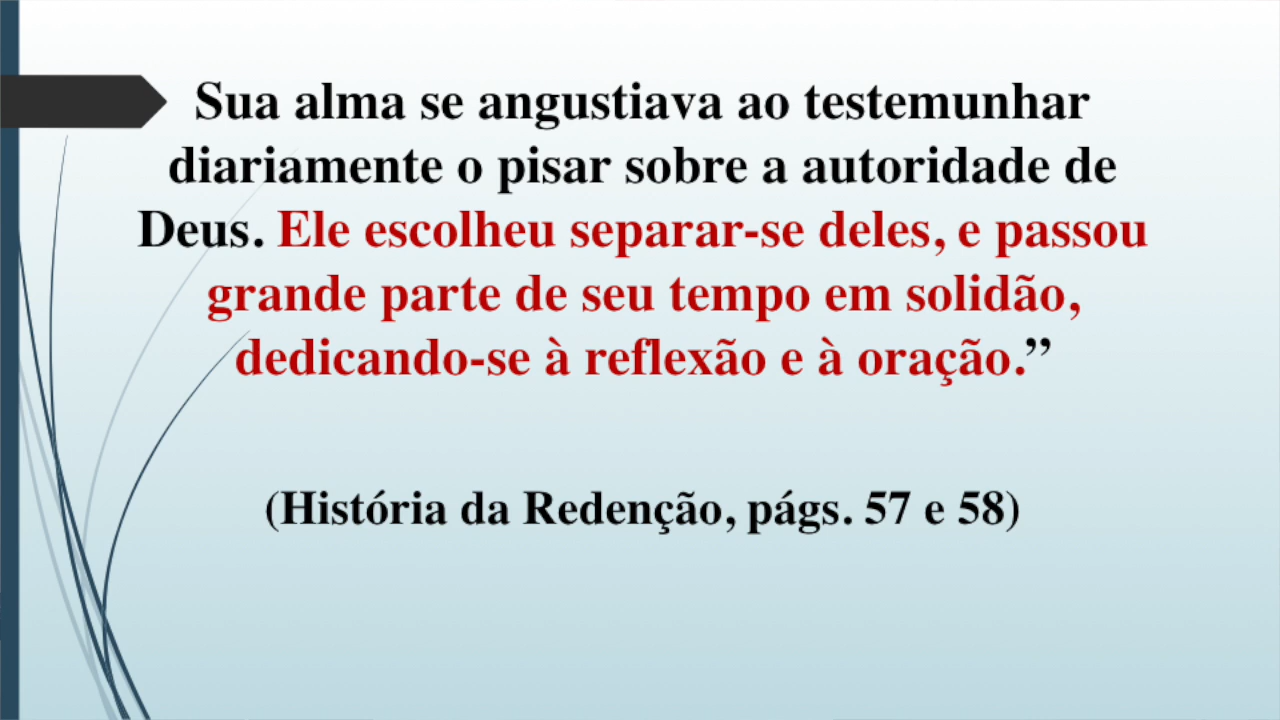 Sua alma se angustiava ao testemunhar
diariamente o pisar sobre a autoridade de
Deus. Ele escolheu separar-se deles, e passou
grande parte de seu tempo em solidão,
dedicando-se à reflexão e à oração.”
(História da Redenção, págs. 57 e 58)